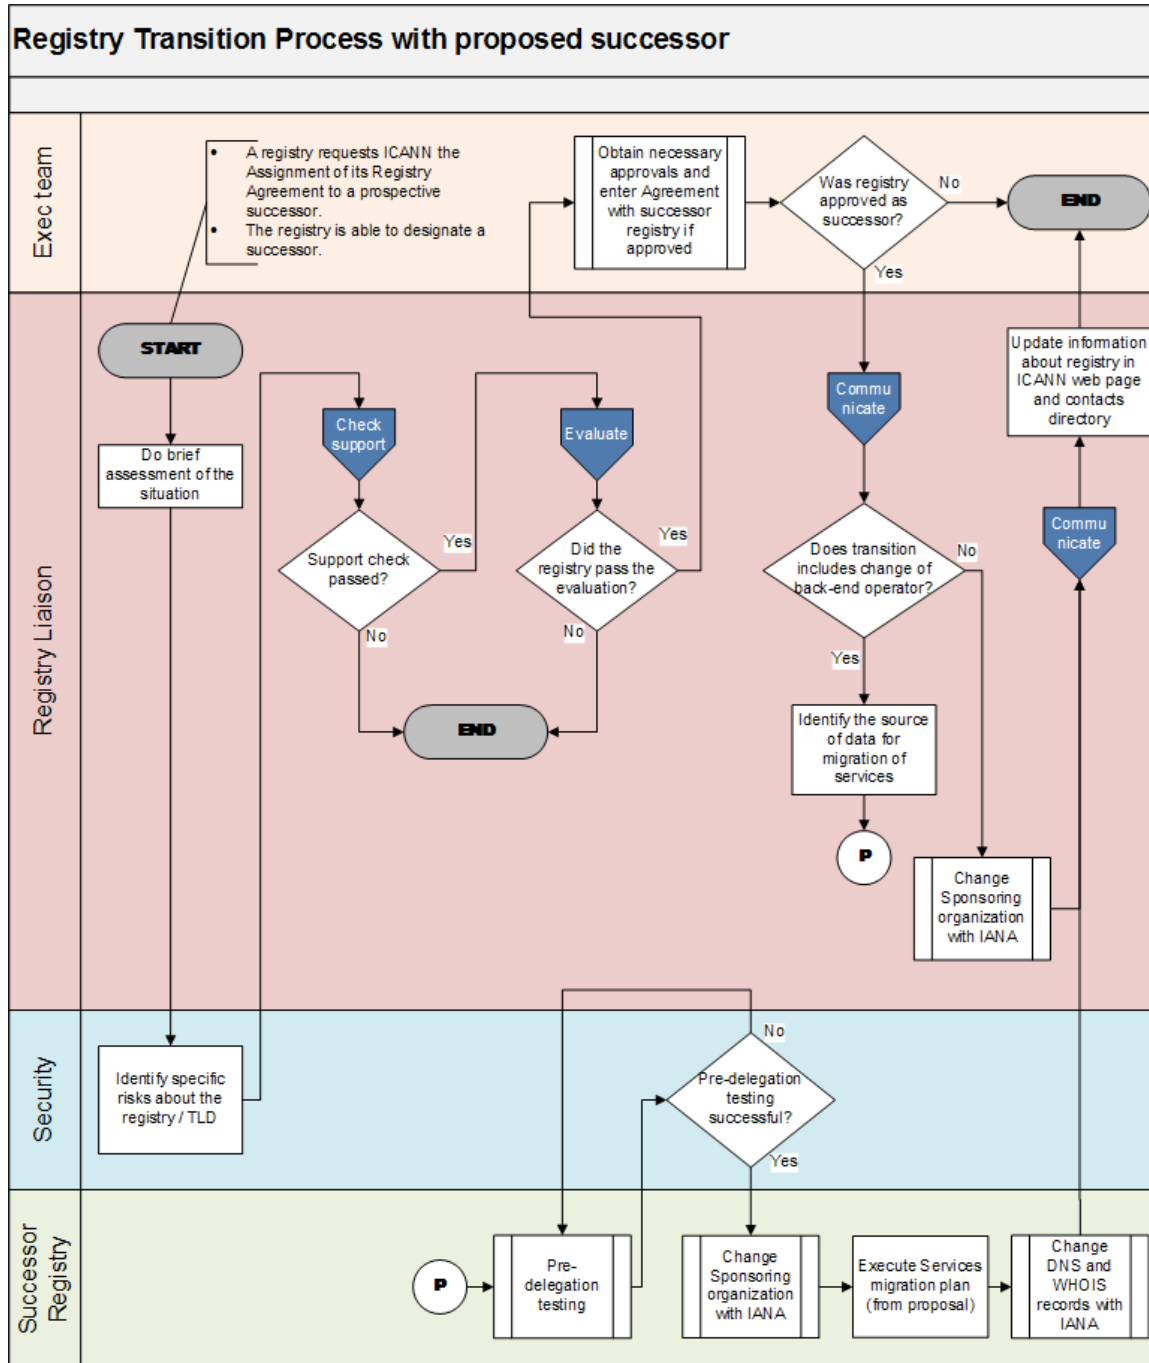 Registry Transition Process with proposed successor
Exec team
• A registry requests ICANN the
Assignment of its Registry
Agreement to a prospective
successor.
• The registry is able to designate a
successor.
Obtain necessary
approvals and
enter Agreement
with successor
registry if
approved
Was registry
approved as
successor?
No
END
Yes
Registry Liaison
START
Do brief
assessment of the
situation
Check
support
Support check
passed?
Yes
No
Evaluate
Did the
registry pass the
evaluation?
Yes
No
END
Commu
nicate
Does transition
includes change of
back-end operator?
No
Yes
Identify the source
of data for
migration of
services
P
Change
Sponsoring
organization
with IANA
Update information
about registry in
ICANN web page
and contacts
directory
Commu
nicate
Security
Identify specific
risks about the
registry / TLD
No
Pre-delegation
testing
successful?
Yes
Successor
Registry
P
Pre-
delegation
testing
Change
Sponsoring
organization
with IANA
Execute Services
migration plan
(from proposal)
Change
DNS and
WHOIS
records with
IANA